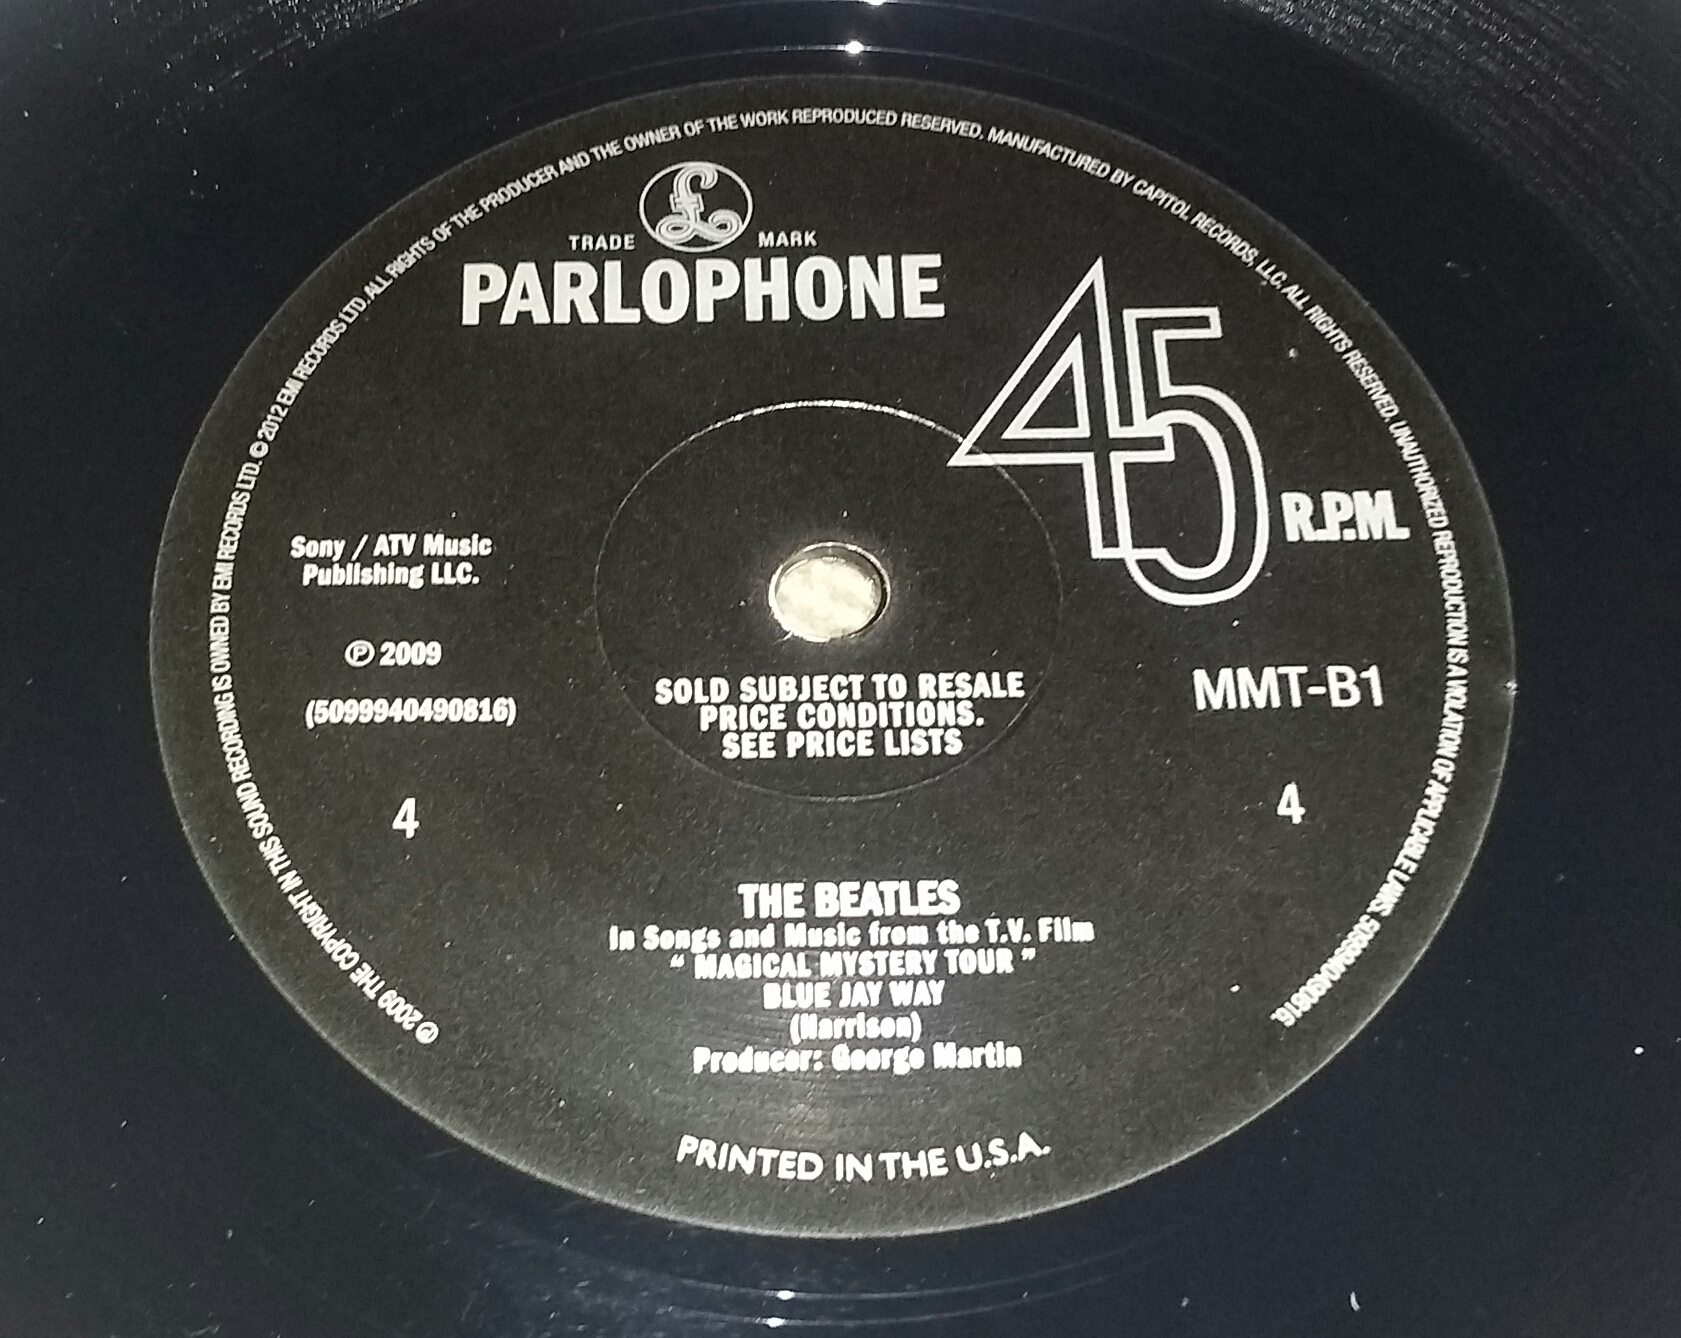 ℗ 2009 THE COPYRIGHT IN THIS SOUND RECORDING IS OWNED BY EMI RECORDS LTD. © 2012 EMI RECORDS LTD. ALL RIGHTS OF THE PRODUCER AND THE OWNER OF THE WORK REPRODUCED RESERVED. MANUFACTURED BY CAPITOL RECORDS, LLC. ALL RIGHTS RESERVED. UNAUTHORIZED REPRODUCTION IS A VIOLATION OF APPLICABLE LAWS. 5099940490816.
£
TRADE MARK
PARLOPHONE
45 R.P.M.
Sony / ATV Music
Publishing LLC.
℗ 2009
(5099940490816)
4
SOLD SUBJECT TO RESALE
PRICE CONDITIONS.
SEE PRICE LISTS
MMT-B1
4
THE BEATLES
In Songs and Music from the T.V. Film
“ MAGICAL MYSTERY TOUR ”
BLUE JAY WAY
(Harrison)
Producer: George Martin
PRINTED IN THE U.S.A.